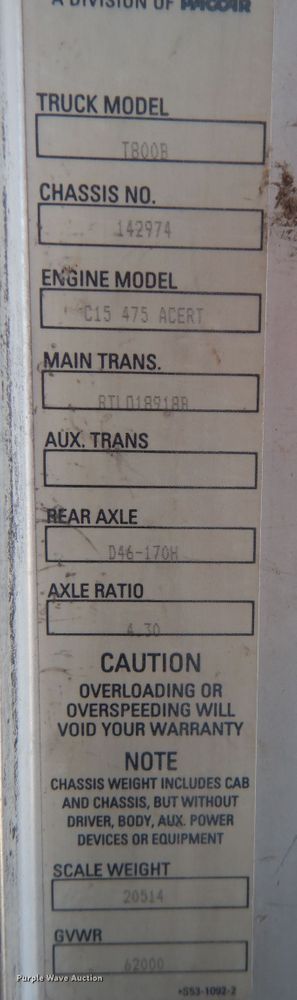 A DIVISION OF PACCAR
TRUCK MODEL
T800B
CHASSIS NO.
142974
ENGINE MODEL
C15 475 ACERT
MAIN TRANS.
RTLO18918B
AUX. TRANS
REAR AXLE
D46-170H
AXLE RATIO
4.30
CAUTION
OVERLOADING OR
OVERSPEEDING WILL
VOID YOUR WARRANTY
NOTE
CHASSIS WEIGHT INCLUDES CAB
AND CHASSIS, BUT WITHOUT
DRIVER, BODY, AUX. POWER
DEVICES OR EQUIPMENT
SCALE WEIGHT
20514
GVWR
62000
•S53-1092-2
Purple Wave Auction